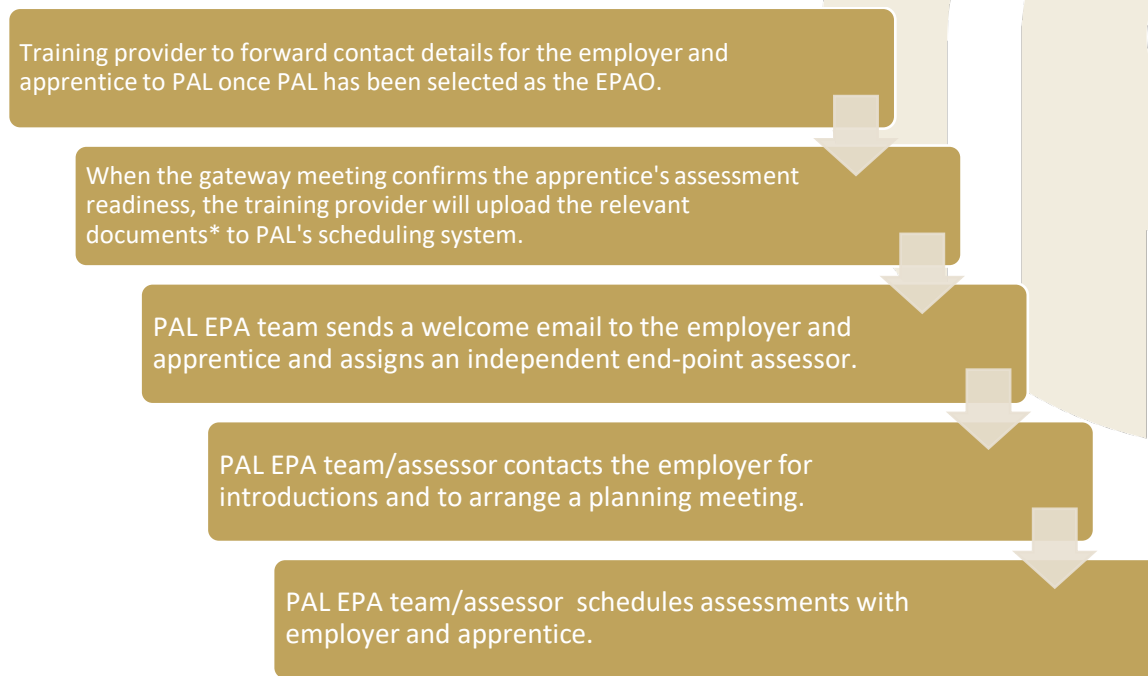 Training provider to forward contact details for the employer and
apprentice to PAL once PAL has been selected as the EPAO.
When the gateway meeting confirms the apprentice's assessment
readiness, the training provider will upload the relevant
documents* to PAL's scheduling system.
PAL EPA team sends a welcome email to the employer and
apprentice and assigns an independent end-point assessor.
PAL EPA team/assessor contacts the employer for
introductions and to arrange a planning meeting.
PAL EPA team/assessor  schedules assessments with
employer and apprentice.